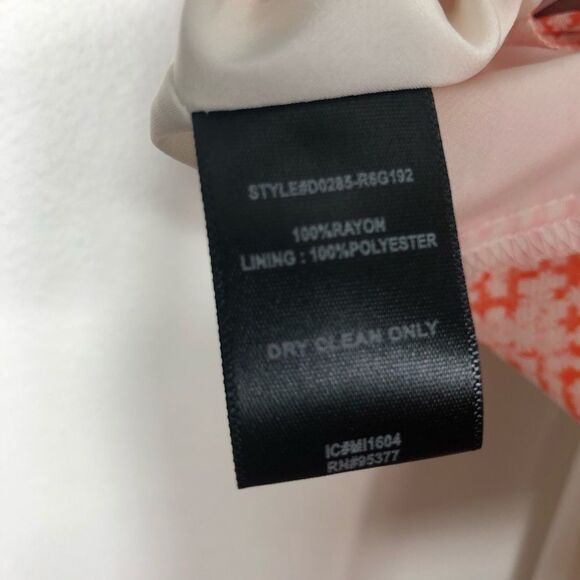 STYLE#D0285-R6G192
100%RAYON
LINING : 100%POLYESTER
DRY CLEAN ONLY
IC#MI1604
RN#95377